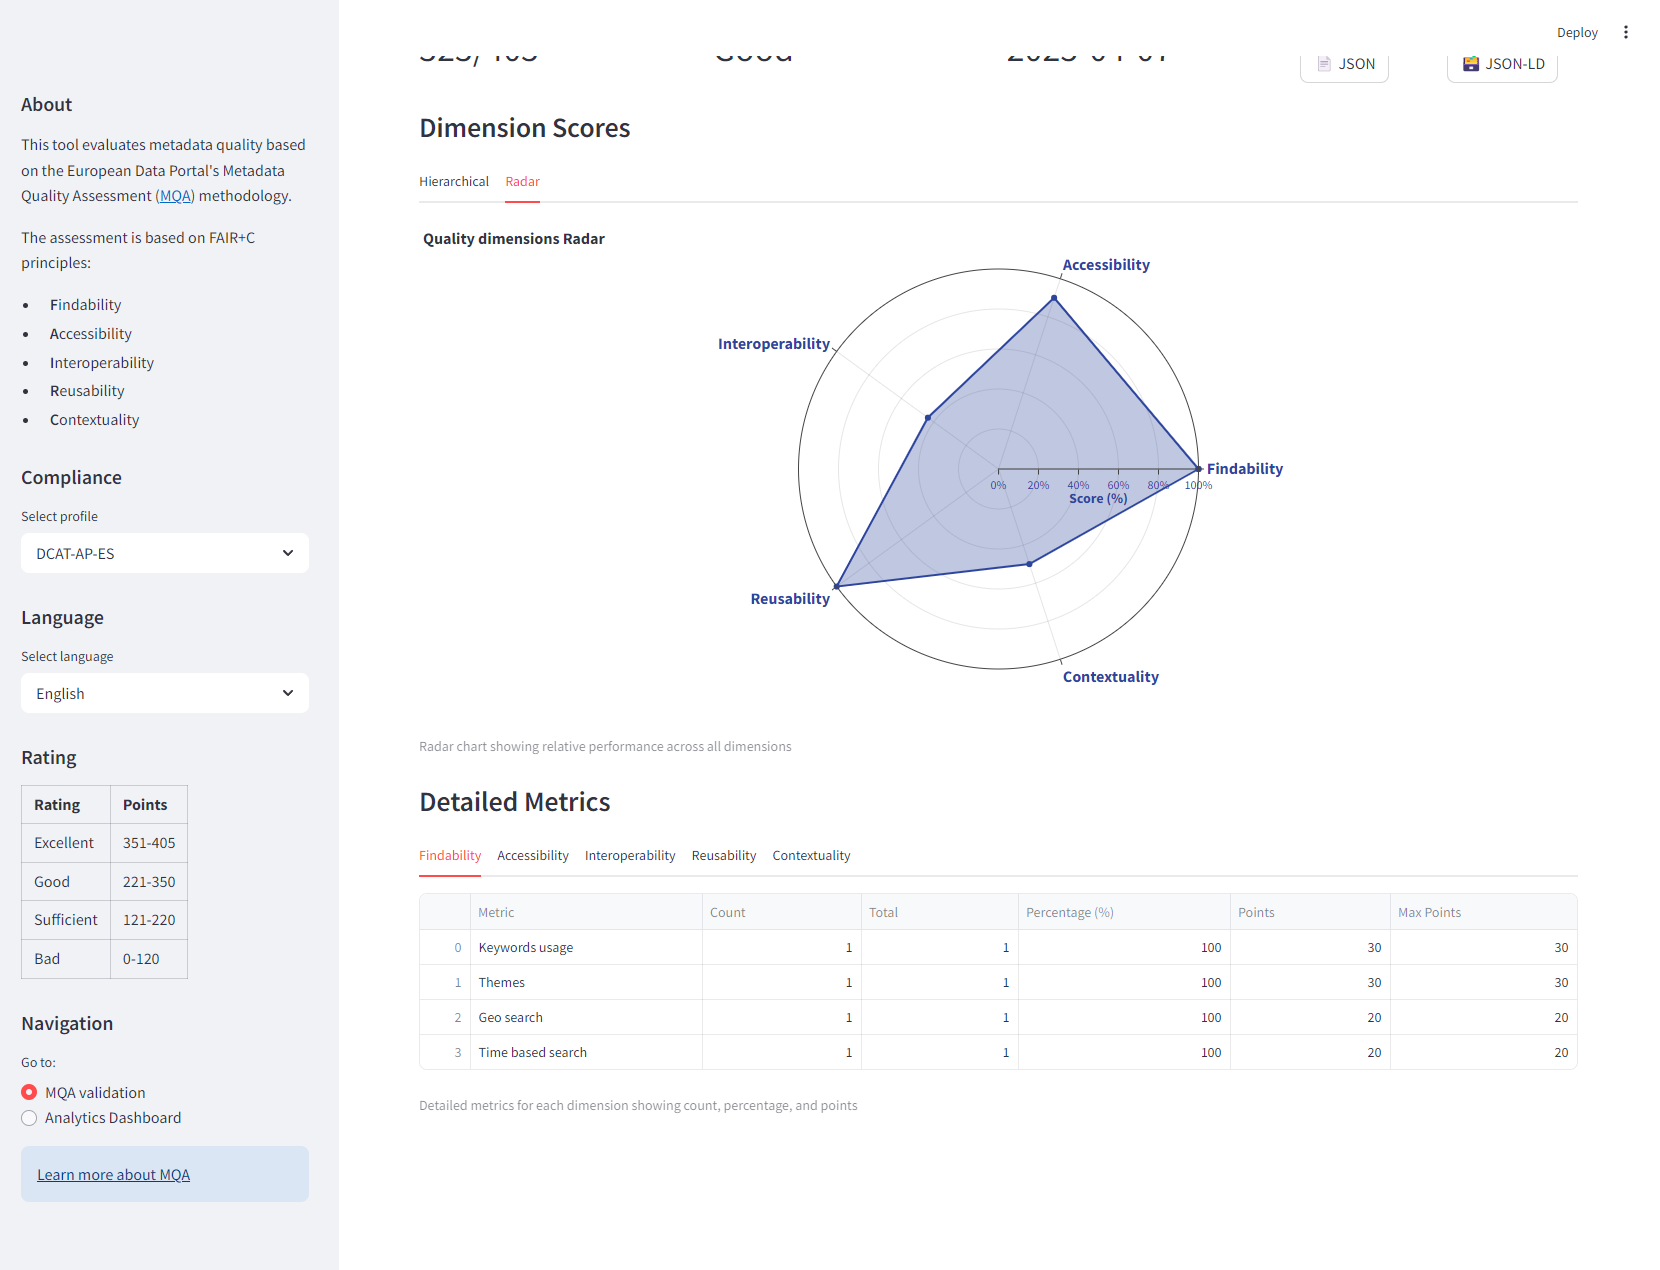 Deploy
JSON
JSON-LD
About
This tool evaluates metadata quality based
on the European Data Portal's Metadata
Quality Assessment (MQA) methodology.
The assessment is based on FAIR+C
principles:
• Findability
• Accessibility
• Interoperability
• Reusability
• Contextuality
Compliance
Select profile
DCAT-AP-ES
Language
Select language
English
Rating
Rating Points
Excellent 351-405
Good 221-350
Sufficient 121-220
Bad 0-120
Navigation
Go to:
MQA validation
Analytics Dashboard
Learn more about MQA
Dimension Scores
Hierarchical Radar
Quality dimensions Radar
Accessibility
Interoperability
Findability
0% 20% 40% 60% 80% 100%
Score (%)
Reusability
Contextuality
Radar chart showing relative performance across all dimensions
Detailed Metrics
Findability Accessibility Interoperability Reusability Contextuality
Metric Count Total Percentage (%) Points Max Points
0 Keywords usage 1 1 100 30 30
1 Themes 1 1 100 30 30
2 Geo search 1 1 100 20 20
3 Time based search 1 1 100 20 20
Detailed metrics for each dimension showing count, percentage, and points